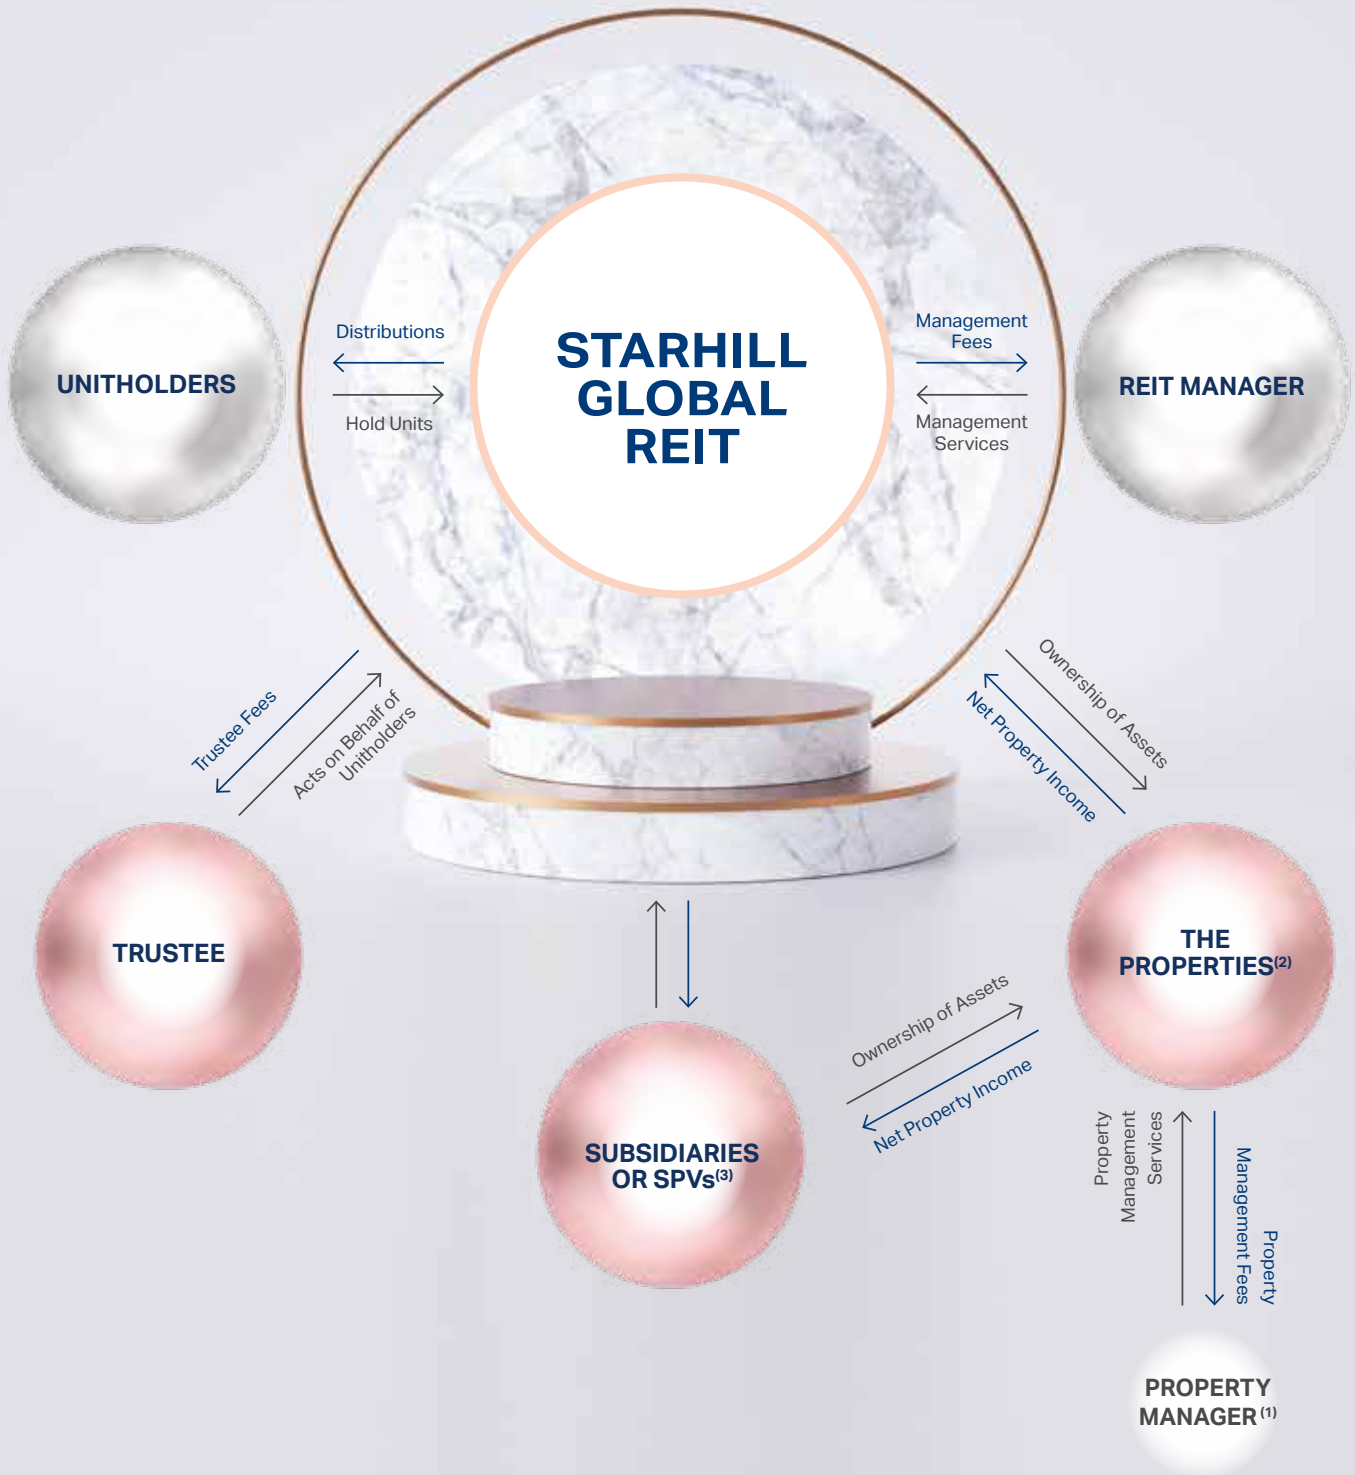 STARHILL
GLOBAL
REIT
UNITHOLDERS
Distributions
Hold Units
Management
Fees
Management
Services
REIT MANAGER
Trustee Fees
Acts on Behalf of
Unitholders
Ownership of Assets
Net Property Income
TRUSTEE
THE
PROPERTIES(2)
Ownership of Assets
Net Property Income
SUBSIDIARIES
OR SPVs(3)
Property
Management
Services
Property
Management Fees
PROPERTY
MANAGER(1)